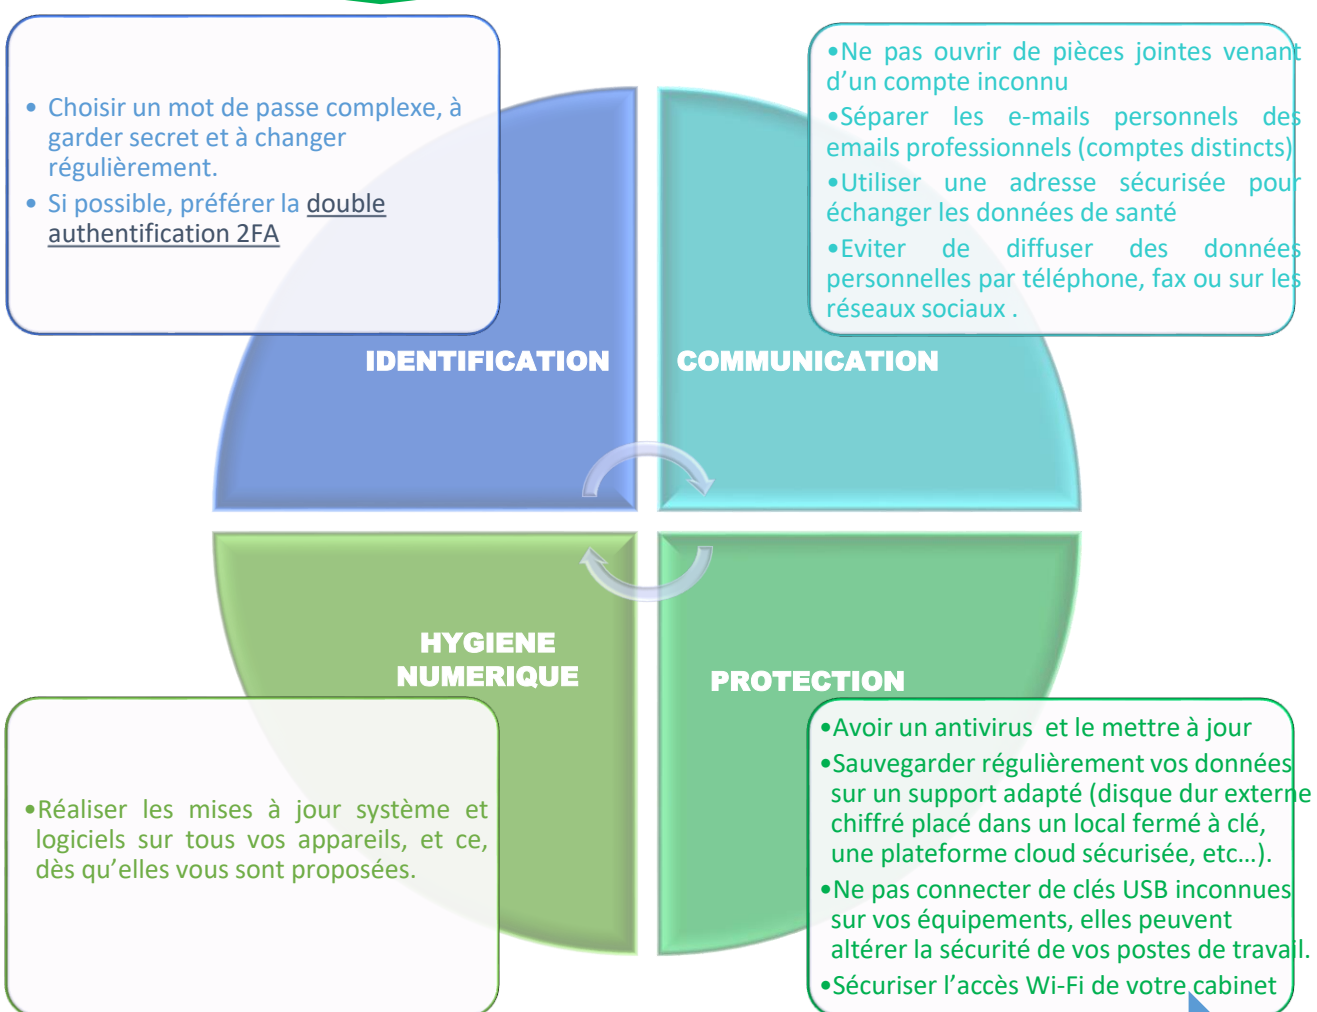 • Choisir un mot de passe complexe, à
garder secret et à changer
régulièrement.
• Si possible, préférer la double
authentification 2FA
•Ne pas ouvrir de pièces jointes venant
d’un compte inconnu
•Séparer les e-mails personnels des
emails professionnels (comptes distincts)
•Utiliser une adresse sécurisée pour
échanger les données de santé
•Eviter de diffuser des données
personnelles par téléphone, fax ou sur les
réseaux sociaux .
IDENTIFICATION
COMMUNICATION
HYGIENE
NUMERIQUE
PROTECTION
•Réaliser les mises à jour système et
logiciels sur tous vos appareils, et ce,
dès qu’elles vous sont proposées.
•Avoir un antivirus et le mettre à jour
•Sauvegarder régulièrement vos données
sur un support adapté (disque dur externe
chiffré placé dans un local fermé à clé,
une plateforme cloud sécurisée, etc…).
•Ne pas connecter de clés USB inconnues
sur vos équipements, elles peuvent
altérer la sécurité de vos postes de travail.
•Sécuriser l’accès Wi-Fi de votre cabinet